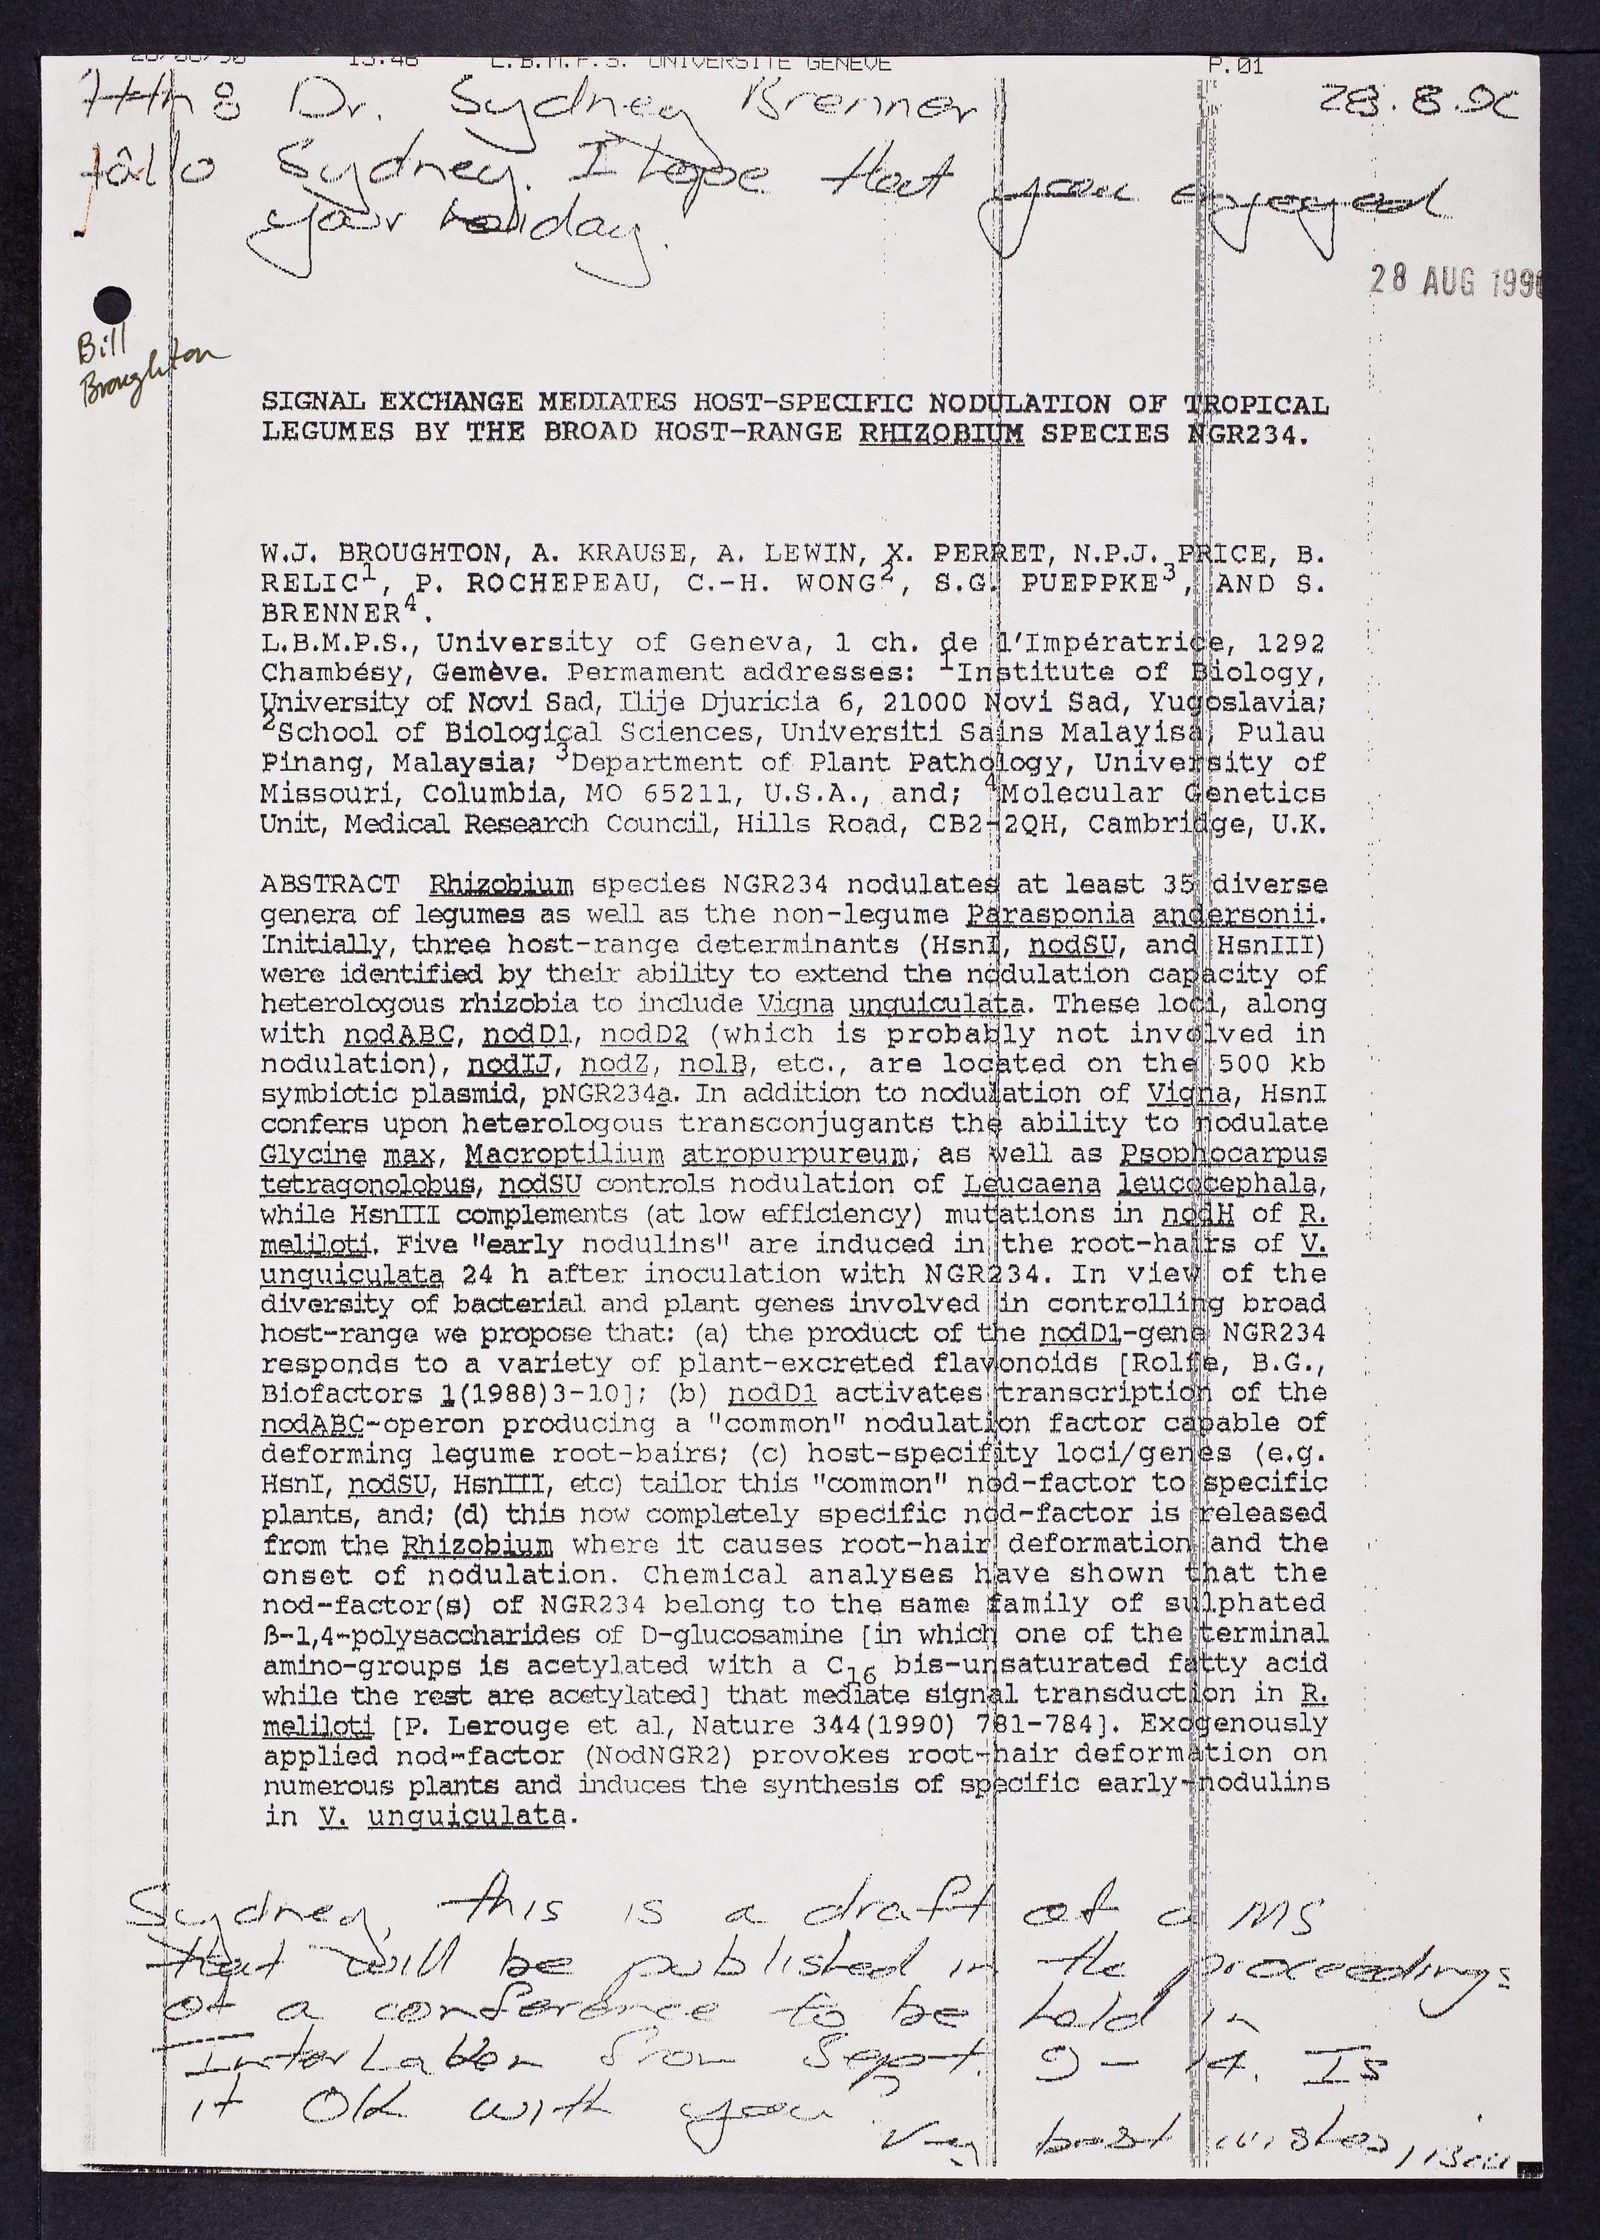 28/08/90 13:46 L.B.M.P.S. UNIVERSITE GENEVE P.01
Attn : Dr. Sydney Brenner 28.8.90
Hállo Sydney. I hope that you enjoyed
your holiday.
28 AUG 1990
Bill
Broughton
SIGNAL EXCHANGE MEDIATES HOST-SPECIFIC NODULATION OF TROPICAL
LEGUMES BY THE BROAD HOST-RANGE RHIZOBIUM SPECIES NGR234.
W.J. BROUGHTON, A. KRAUSE, A. LEWIN, X. PERRET, N.P.J. PRICE, B.
RELIC1, P. ROCHEPEAU, C.-H. WONG2, S.G. PUEPPKE3, AND S.
BRENNER4.
L.B.M.P.S., University of Geneva, 1 ch. de l'Impératrice, 1292
Chambésy, Gemève. Permament addresses: 1Institute of Biology,
University of Novi Sad, Ilije Djuricia 6, 21000 Novi Sad, Yugoslavia;
2School of Biological Sciences, Universiti Sains Malayisa, Pulau
Pinang, Malaysia; 3Department of Plant Pathology, University of
Missouri, Columbia, MO 65211, U.S.A., and; 4Molecular Genetics
Unit, Medical Research Council, Hills Road, CB2-2QH, Cambridge, U.K.
ABSTRACT Rhizobium species NGR234 nodulates at least 35 diverse
genera of legumes as well as the non-legume Parasponia andersonii.
Initially, three host-range determinants (HsnI, nodSU, and HsnIII)
were identified by their ability to extend the nodulation capacity of
heterologous rhizobia to include Vigna unguiculata. These loci, along
with nodABC, nodD1, nodD2 (which is probably not involved in
nodulation), nodIJ, nodZ, nolB, etc., are located on the 500 kb
symbiotic plasmid, pNGR234a. In addition to nodulation of Vigna, HsnI
confers upon heterologous transconjugants the ability to nodulate
Glycine max, Macroptilium atropurpureum, as well as Psophocarpus
tetragonolobus, nodSU controls nodulation of Leucaena leucocephala,
while HsnIII complements (at low efficiency) mutations in nodH of R.
meliloti. Five "early nodulins" are induced in the root-hairs of V.
unguiculata 24 h after inoculation with NGR234. In view of the
diversity of bacterial and plant genes involved in controlling broad
host-range we propose that: (a) the product of the nodD1-gene NGR234
responds to a variety of plant-excreted flavonoids [Rolfe, B.G.,
Biofactors 1(1988)3-10]; (b) nodD1 activates transcription of the
nodABC-operon producing a "common" nodulation factor capable of
deforming legume root-bairs; (c) host-specifity loci/genes (e.g.
HsnI, nodSU, HsnIII, etc) tailor this "common" nod-factor to specific
plants, and; (d) this now completely specific nod-factor is released
from the Rhizobium where it causes root-hair deformation and the
onset of nodulation. Chemical analyses have shown that the
nod-factor(s) of NGR234 belong to the same family of sulphated
ß-1,4-polysaccharides of D-glucosamine [in which one of the terminal
amino-groups is acetylated with a C16 bis-unsaturated fatty acid
while the rest are acetylated] that mediate signal transduction in R.
meliloti [P. Lerouge et al, Nature 344(1990) 781-784]. Exogenously
applied nod-factor (NodNGR2) provokes root-hair deformation on
numerous plants and induces the synthesis of specific early-nodulins
in V. unguiculata.
Sydney, this is a draft of a MS
that will be published in the proceedings
of a conference to be held in
Interlaken from Sept. 9 - 14. Is
it OK with you?
Very best wishes, Bill